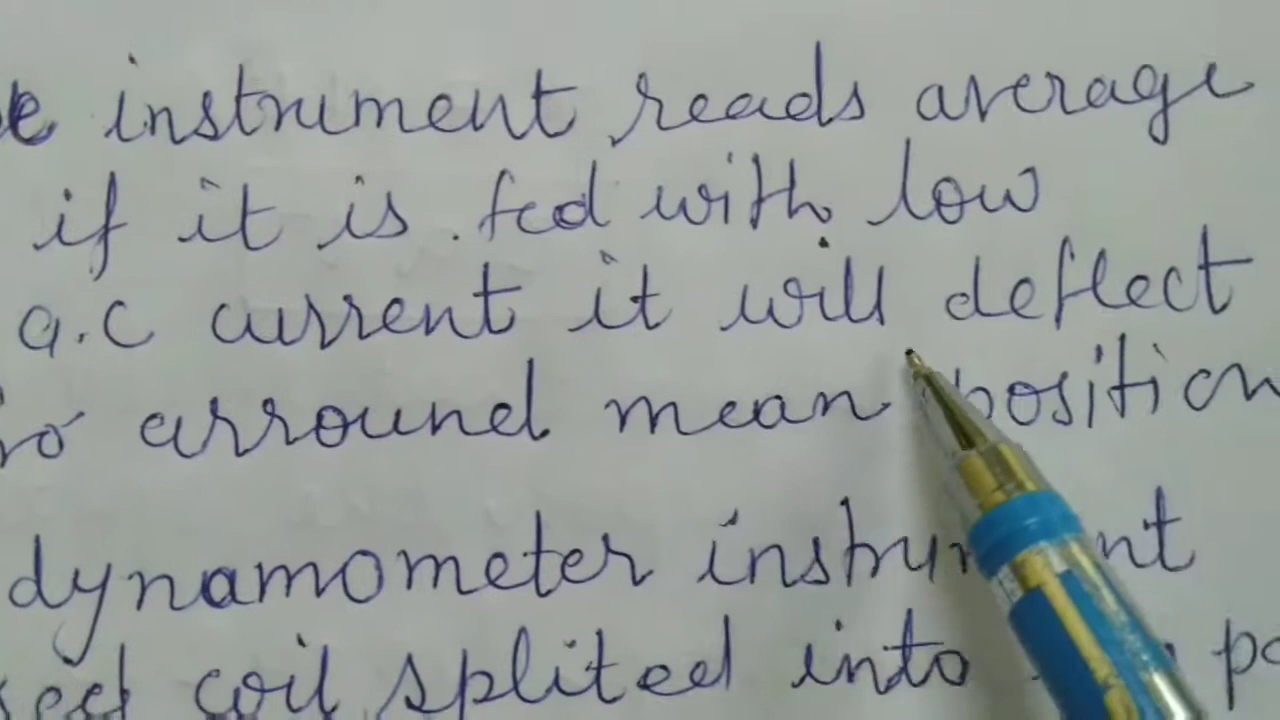 instrument reads average
if it is fed with low
a.c current it will deflect
arround mean position
dynamometer instrument
coil splited into